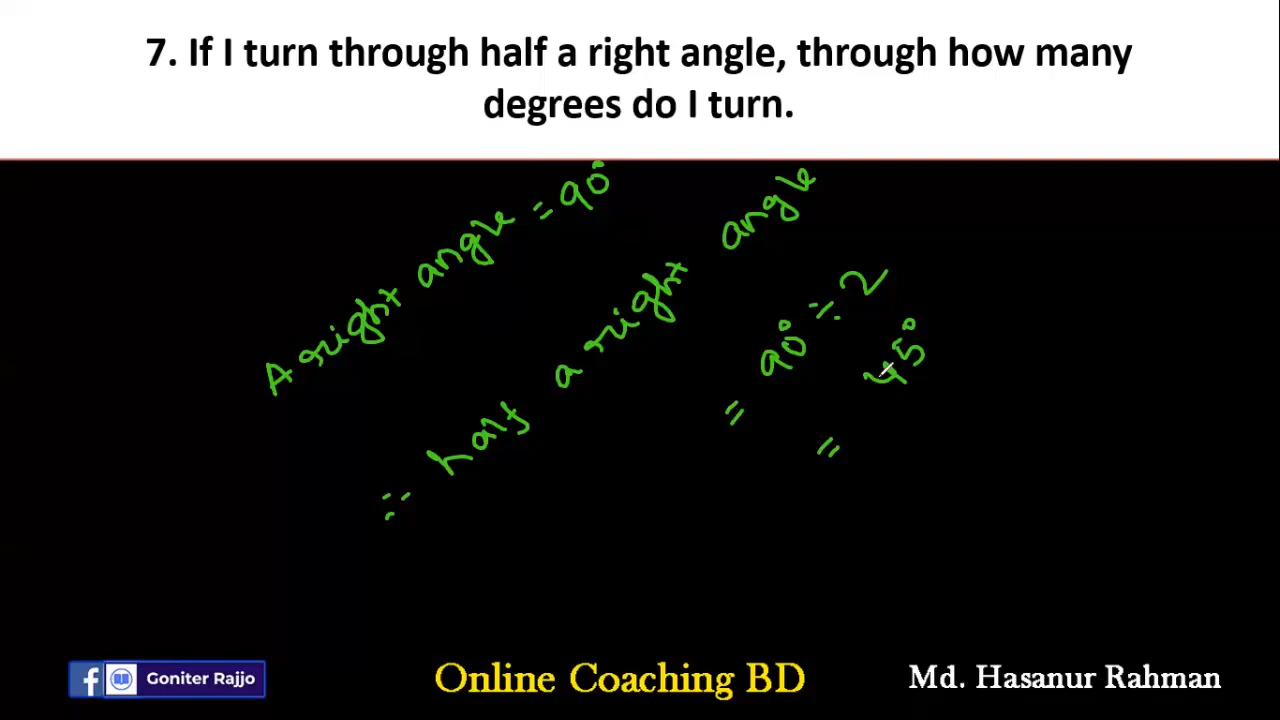 7. If I turn through half a right angle, through how many
degrees do I turn.
A right angle = 90°
∴ half a right angle
= 90° ÷ 2
= 45°
f Goniter Rajjo
Online Coaching BD
Md. Hasanur Rahman